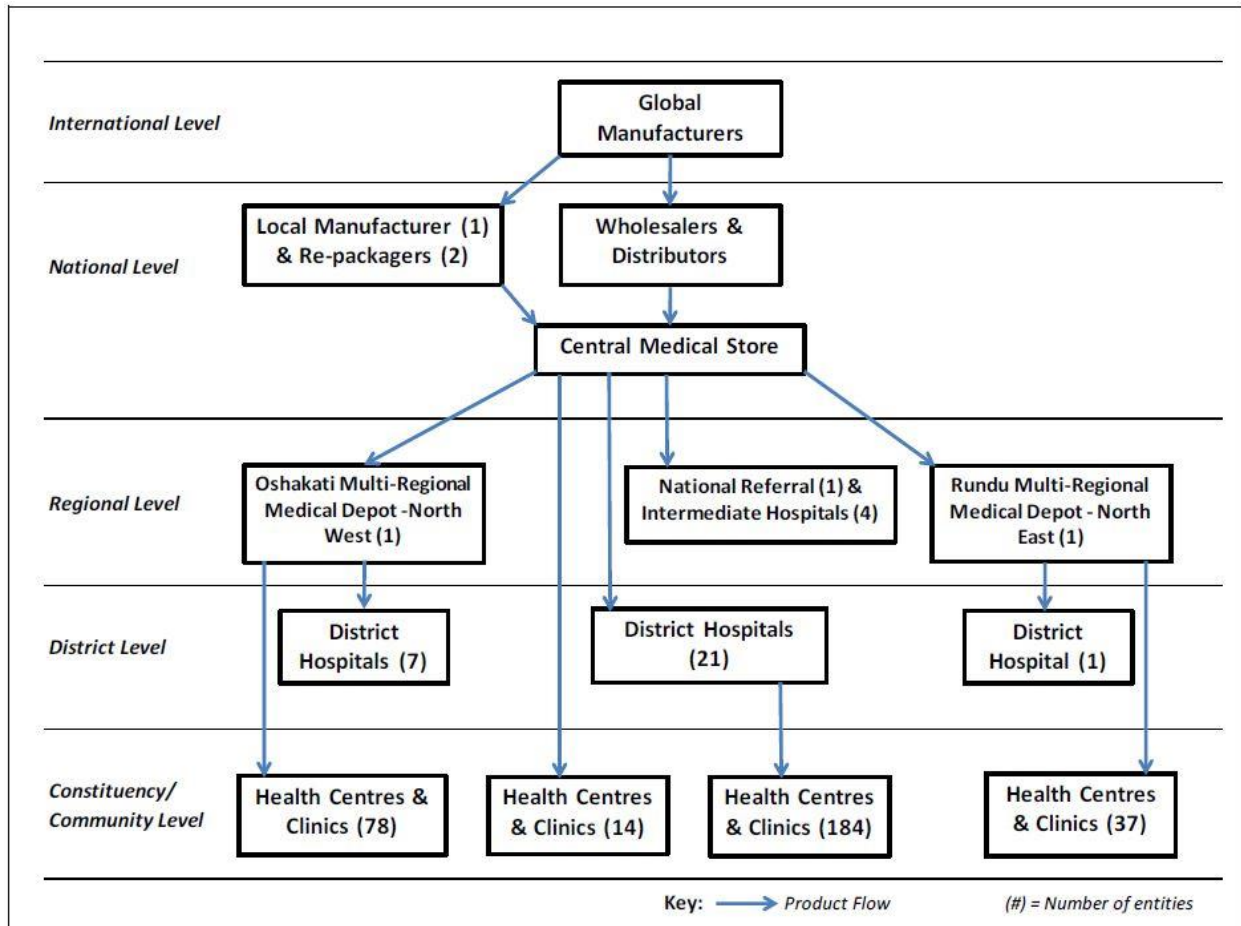 International Level
Global
Manufacturers
National Level
Local Manufacturer (1)
& Re-packagers (2)
Wholesalers &
Distributors
Central Medical Store
Regional Level
Oshakati Multi-Regional
Medical Depot -North
West (1)
National Referral (1) &
Intermediate Hospitals (4)
Rundu Multi-Regional
Medical Depot - North
East (1)
District Level
District
Hospitals (7)
District Hospitals
(21)
District
Hospital (1)
Constituency/
Community Level
Health Centres &
Clinics (78)
Health Centres
& Clinics (14)
Health Centres
& Clinics (184)
Health Centres
& Clinics (37)
Key: Product Flow
(#) = Number of entities